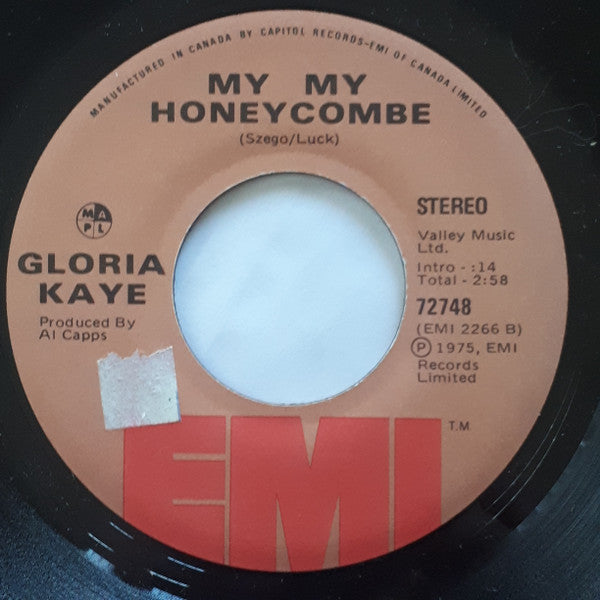 MANUFACTURED IN CANADA BY CAPITOL RECORDS-EMI OF CANADA LIMITED
MY MY
HONEYCOMBE
(Szego/Luck)
M A
P L
GLORIA
KAYE
Produced By
Al Capps
STEREO
Valley Music
Ltd.
Intro - :14
Total - 2:58
72748
(EMI 2266 B)
Ⓟ 1975, EMI
Records
Limited
EMI T.M.